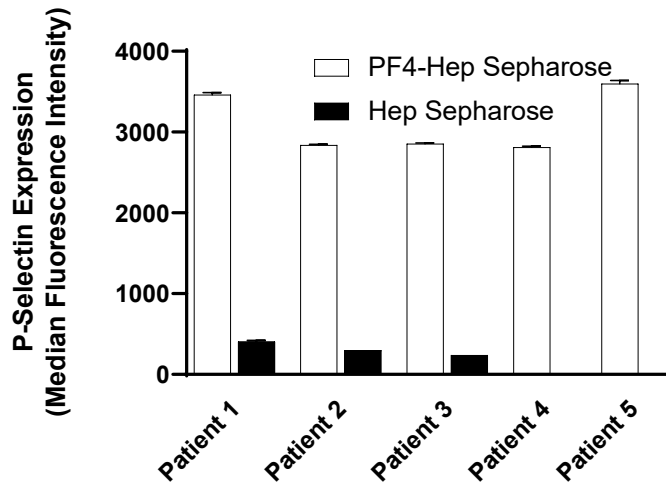 P-Selectin Expression
(Median Fluorescence Intensity)
4000
3000
2000
1000
0
PF4-Hep Sepharose
Hep Sepharose
Patient 1
Patient 2
Patient 3
Patient 4
Patient 5